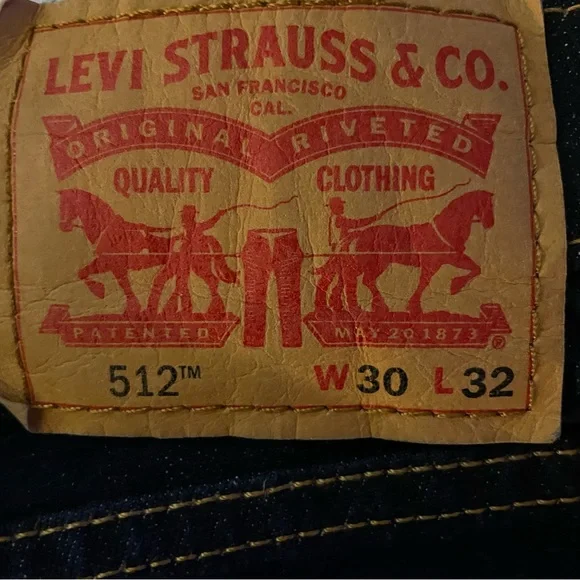 LEVI STRAUSS & CO.
SAN FRANCISCO
CAL.
ORIGINAL RIVETED
QUALITY CLOTHING
PATENTED MAY 20 1873 ®
512™ W30 L32